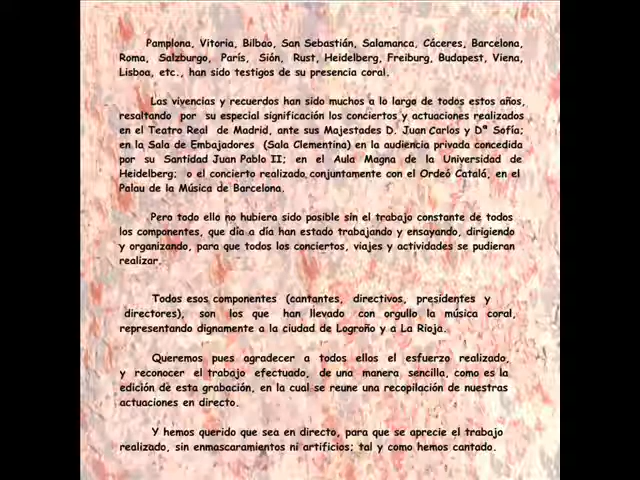 Pamplona, Vitoria, Bilbao, San Sebastián, Salamanca, Cáceres, Barcelona,
Roma, Salzburgo, París, Sión, Rust, Heidelberg, Freiburg, Budapest, Viena,
Lisboa, etc., han sido testigos de su presencia coral.
Las vivencias y recuerdos han sido muchos a lo largo de todos estos años,
resaltando por su especial significación los conciertos y actuaciones realizados
en el Teatro Real de Madrid, ante sus Majestades D. Juan Carlos y Dª Sofía;
en la Sala de Embajadores (Sala Clementina) en la audiencia privada concedida
por su Santidad Juan Pablo II; en el Aula Magna de la Universidad de
Heidelberg; o el concierto realizado conjuntamente con el Ordeó Cataló, en el
Palau de la Música de Barcelona.
Pero todo ello no hubiera sido posible sin el trabajo constante de todos
los componentes, que día a día han estado trabajando y ensayando, dirigiendo
y organizando, para que todos los conciertos, viajes y actividades se pudieran
realizar.
Todos esos componentes (cantantes, directivos, presidentes y
directores), son los que han llevado con orgullo la música coral,
representando dignamente a la ciudad de Logroño y a La Rioja.
Queremos pues agradecer a todos ellos el esfuerzo realizado,
y reconocer el trabajo efectuado, de una manera sencilla, como es la
edición de esta grabación, en la cual se reune una recopilación de nuestras
actuaciones en directo.
Y hemos querido que sea en directo, para que se aprecie el trabajo
realizado, sin enmascaramientos ni artificios; tal y como hemos cantado.